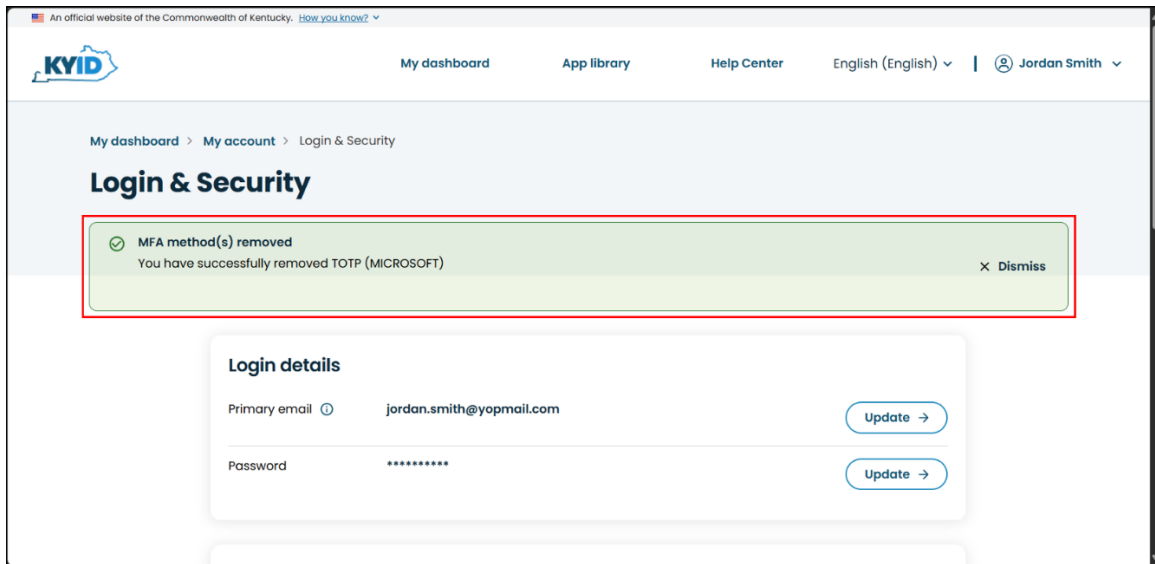 An official website of the Commonwealth of Kentucky. How you know?
KYID
My dashboard App library Help Center English (English) Jordan Smith
My dashboard > My account > Login & Security
Login & Security
MFA method(s) removed
You have successfully removed TOTP (MICROSOFT)
× Dismiss
Login details
Primary email jordan.smith@yopmail.com Update →
Password ********** Update →